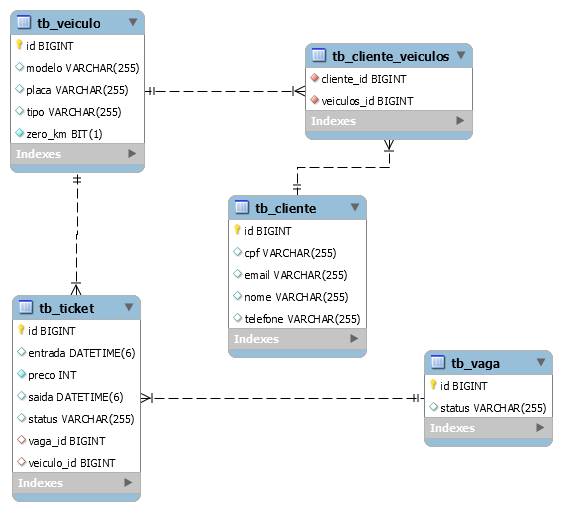 tb_veiculo
id BIGINT
modelo VARCHAR(255)
placa VARCHAR(255)
tipo VARCHAR(255)
zero_km BIT(1)
Indexes
tb_cliente_veiculos
cliente_id BIGINT
veiculos_id BIGINT
Indexes
tb_cliente
id BIGINT
cpf VARCHAR(255)
email VARCHAR(255)
nome VARCHAR(255)
telefone VARCHAR(255)
Indexes
tb_ticket
id BIGINT
entrada DATETIME(6)
preco INT
saida DATETIME(6)
status VARCHAR(255)
vaga_id BIGINT
veiculo_id BIGINT
Indexes
tb_vaga
id BIGINT
status VARCHAR(255)
Indexes